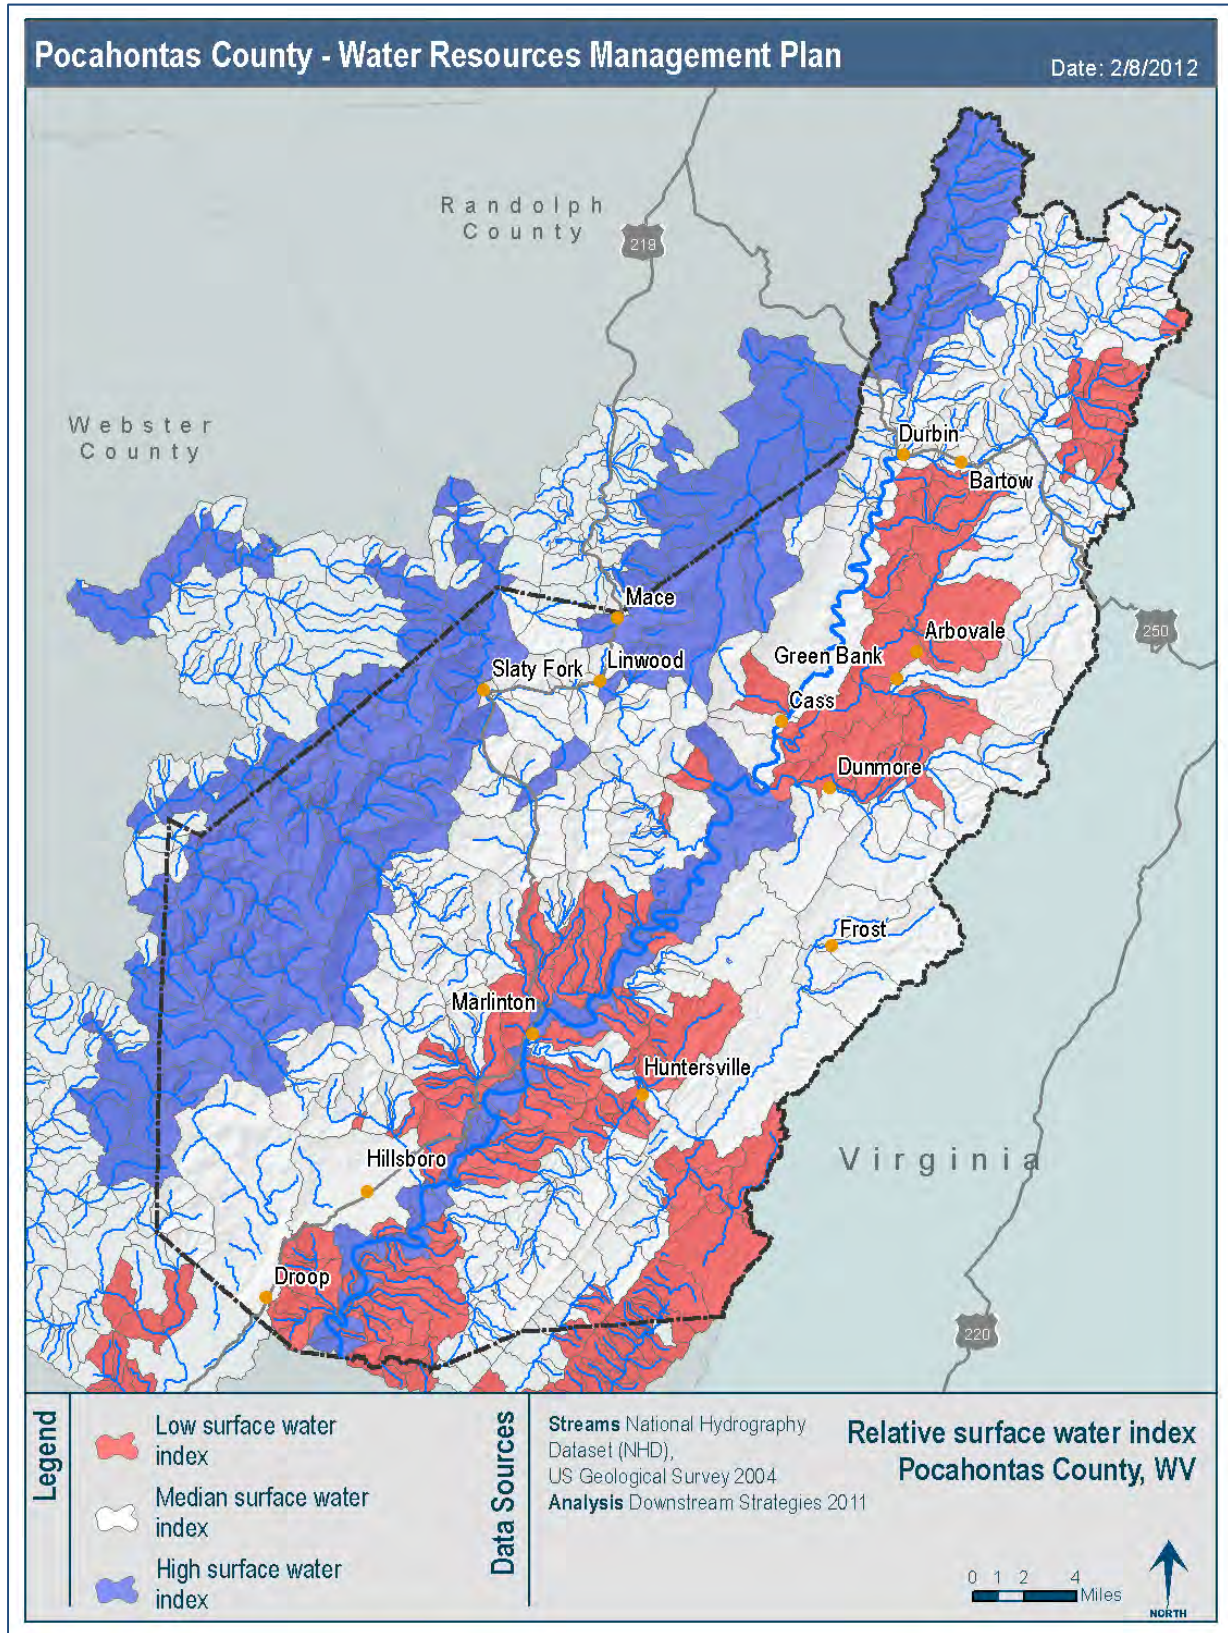 Pocahontas County - Water Resources Management Plan
Date: 2/8/2012
Randolph
County
219
Webster
County
Durbin
Bartow
Mace
Arbovale
250
Green Bank
Linwood
Slaty Fork
Cass
Dunmore
Frost
Marlinton
Huntersville
Virginia
Hillsboro
Droop
220
Legend
Low surface water
index
Median surface water
index
High surface water
index
Data Sources
Streams National Hydrography
Dataset (NHD),
US Geological Survey 2004
Analysis Downstream Strategies 2011
Relative surface water index
Pocahontas County, WV
0 1 2 4
Miles
NORTH